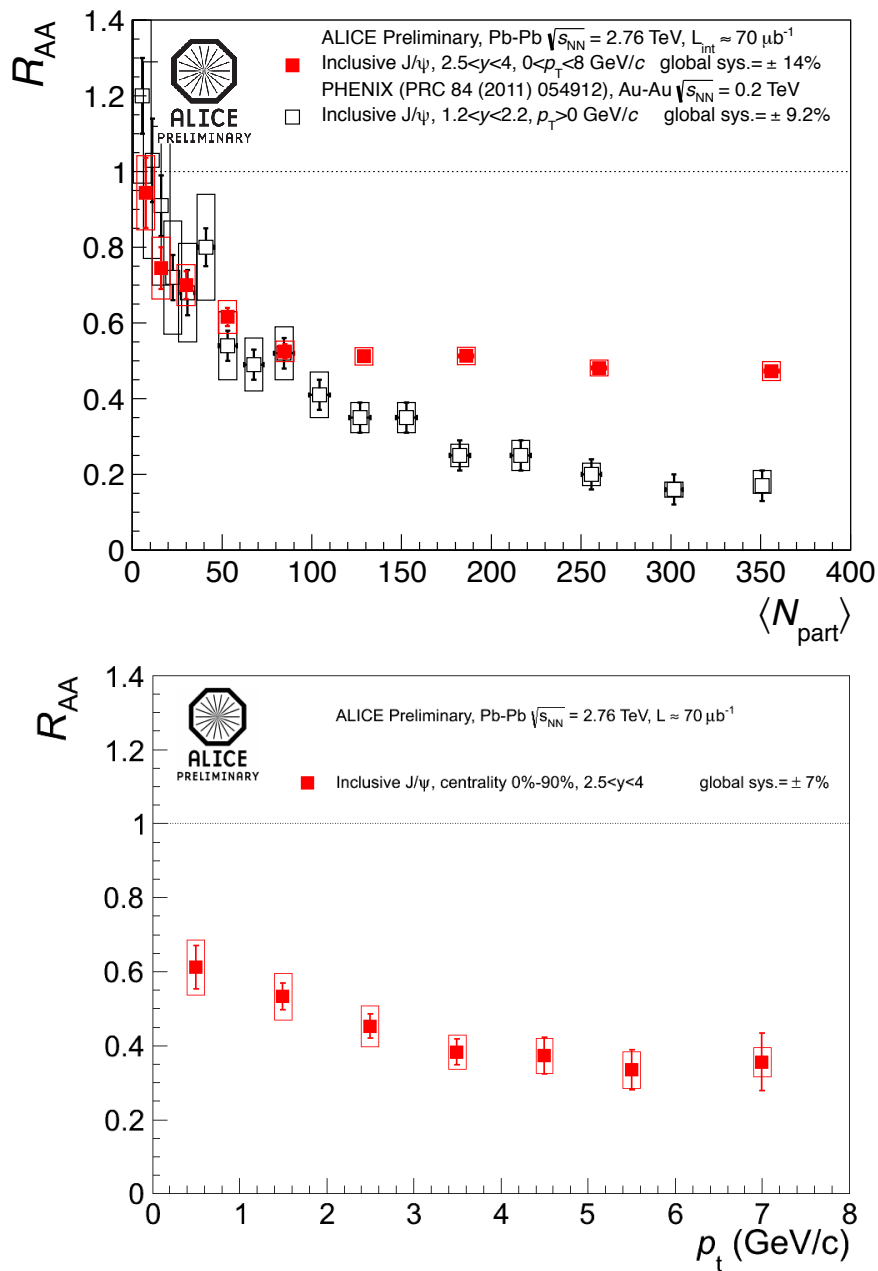 R_AA
1.4
1.2
1
0.8
0.6
0.4
0.2
0
ALICE
PRELIMINARY
ALICE Preliminary, Pb-Pb √s_NN = 2.76 TeV, L_int ≈ 70 μb⁻¹
Inclusive J/ψ, 2.5<y<4, 0<p_T<8 GeV/c global sys.= ± 14%
PHENIX (PRC 84 (2011) 054912), Au-Au √s_NN = 0.2 TeV
Inclusive J/ψ, 1.2<y<2.2, p_T>0 GeV/c global sys.= ± 9.2%
0 50 100 150 200 250 300 350 400
⟨N_part⟩
R_AA
1.4
1.2
1
0.8
0.6
0.4
0.2
0
ALICE
PRELIMINARY
ALICE Preliminary, Pb-Pb √s_NN = 2.76 TeV, L ≈ 70 μb⁻¹
Inclusive J/ψ, centrality 0%-90%, 2.5<y<4 global sys.= ± 7%
0 1 2 3 4 5 6 7 8
p_t (GeV/c)